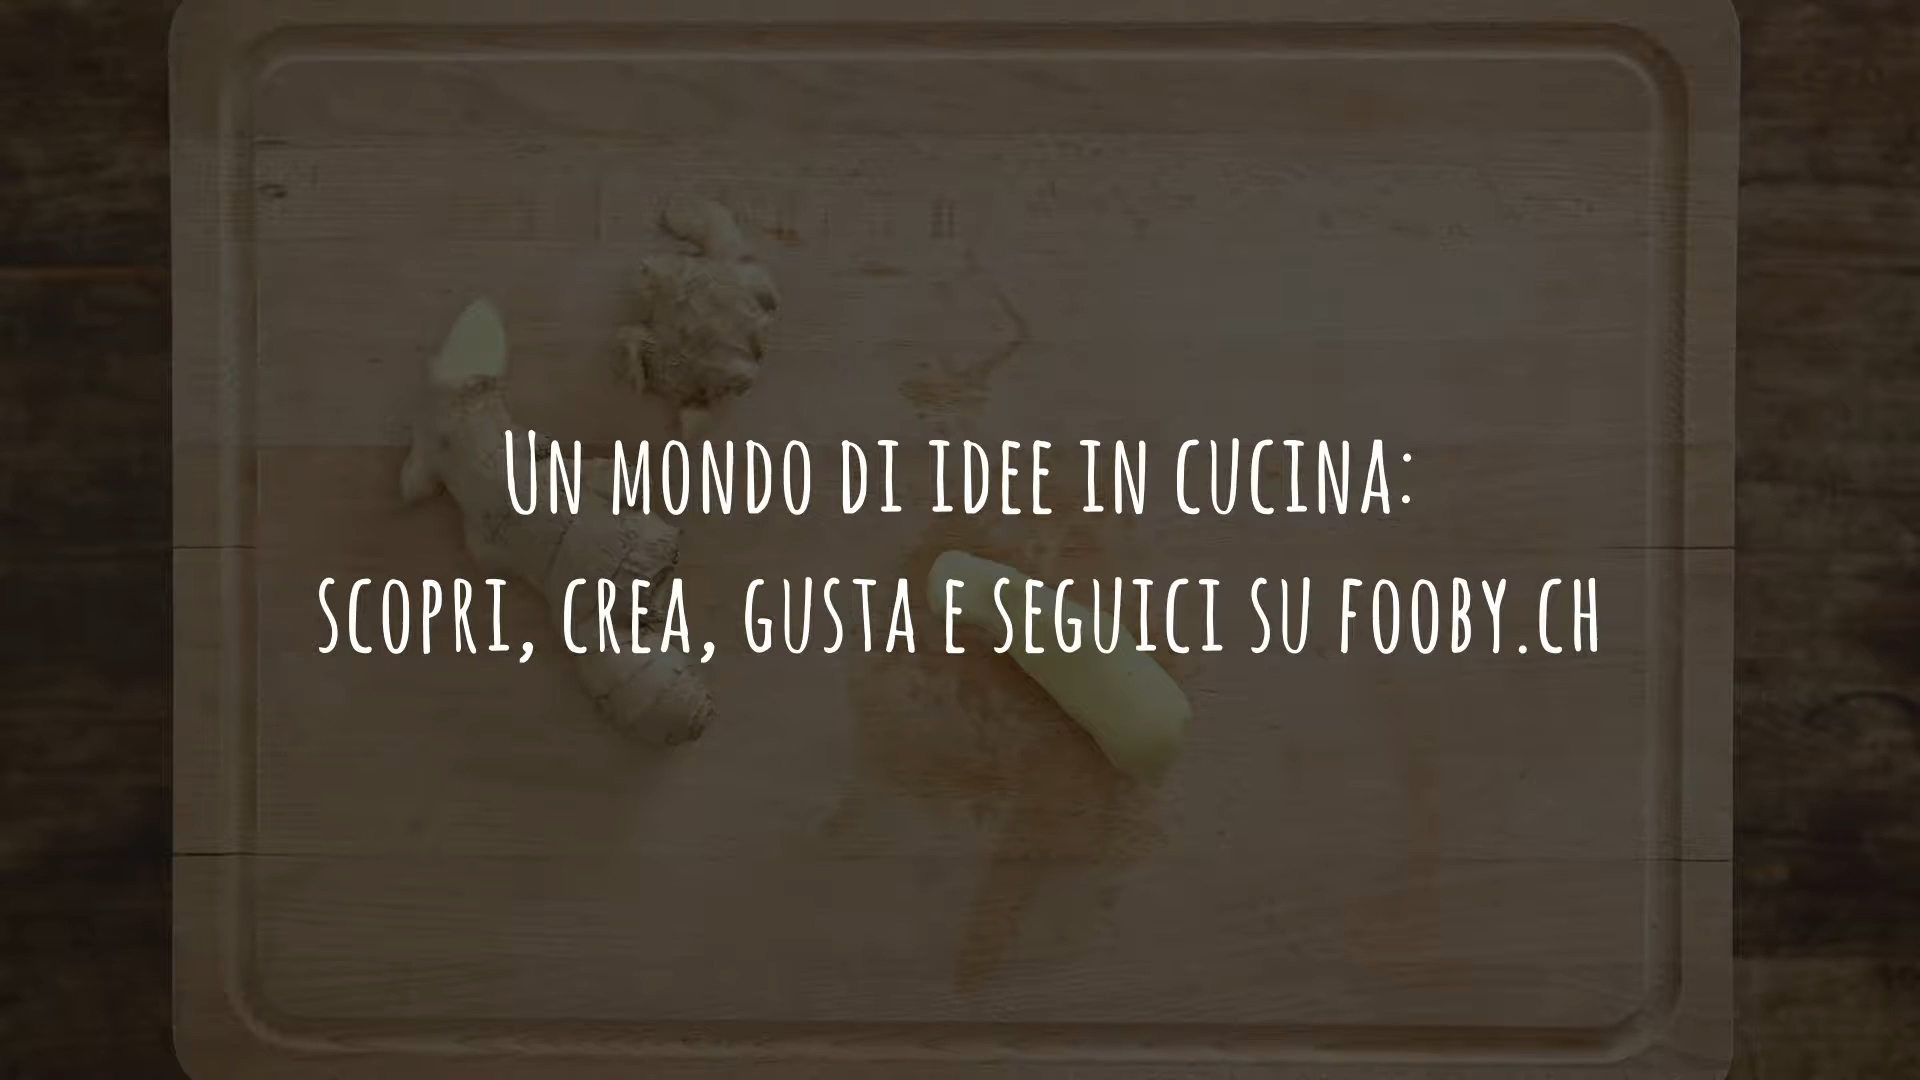 Un mondo di idee in cucina:
scopri, crea, gusta e seguici su fooby.ch